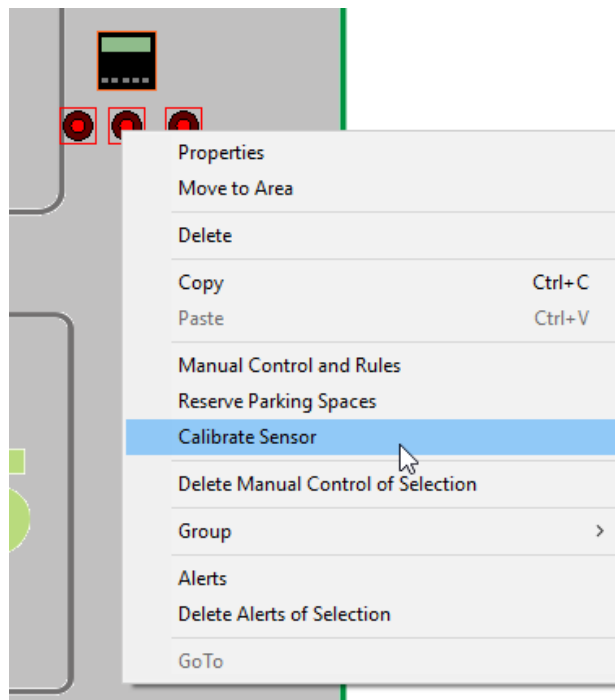 Properties
Move to Area
Delete
Copy Ctrl+C
Paste Ctrl+V
Manual Control and Rules
Reserve Parking Spaces
Calibrate Sensor
Delete Manual Control of Selection
Group
Alerts
Delete Alerts of Selection
GoTo